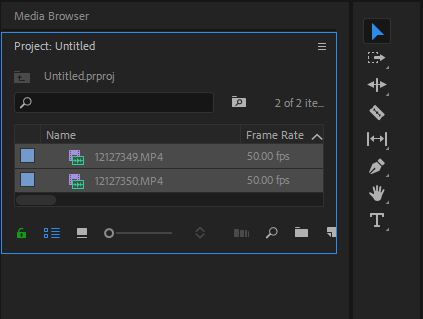 Media Browser
Project: Untitled
Untitled.prproj
2 of 2 ite...
Name Frame Rate
12127349.MP4 50.00 fps
12127350.MP4 50.00 fps